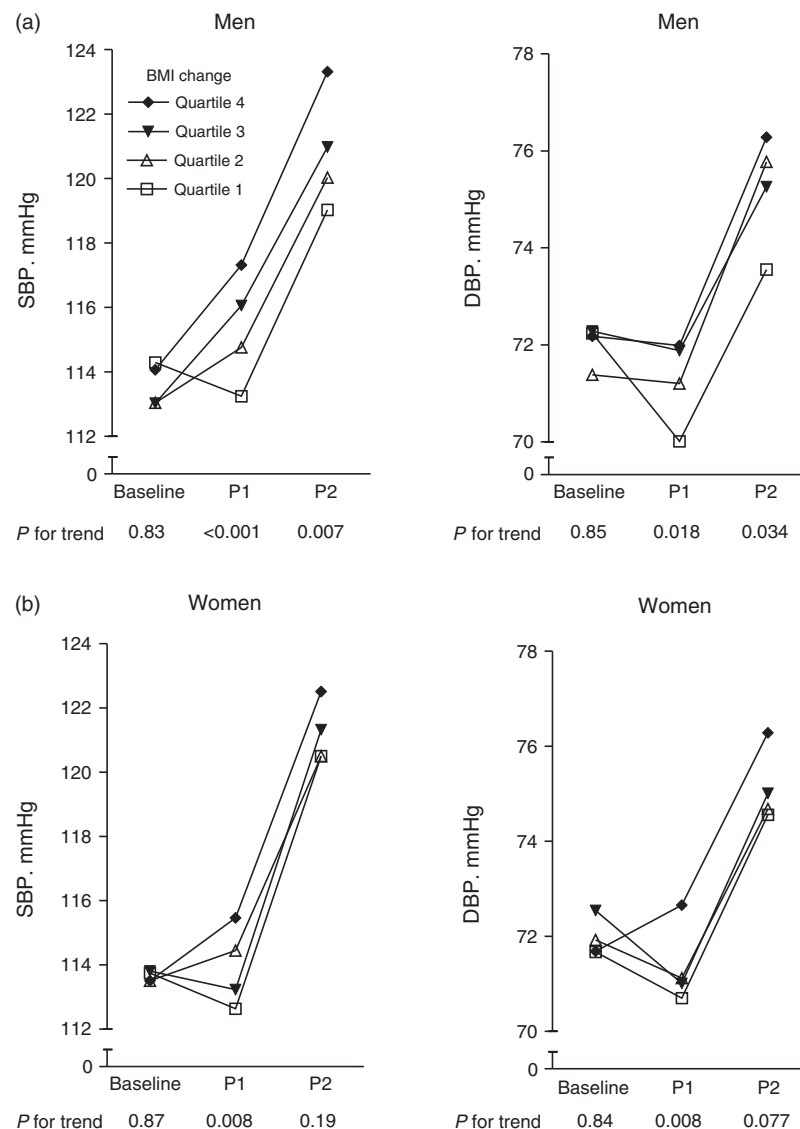 (a)
Men
124
122
120
118
116
114
112
0
SBP. mmHg
BMI change
Quartile 4
Quartile 3
Quartile 2
Quartile 1
Baseline P1 P2
P for trend 0.83 <0.001 0.007
Men
78
76
74
72
70
0
DBP. mmHg
Baseline P1 P2
P for trend 0.85 0.018 0.034
(b)
Women
124
122
120
118
116
114
112
0
SBP. mmHg
Baseline P1 P2
P for trend 0.87 0.008 0.19
Women
78
76
74
72
70
0
DBP. mmHg
Baseline P1 P2
P for trend 0.84 0.008 0.077